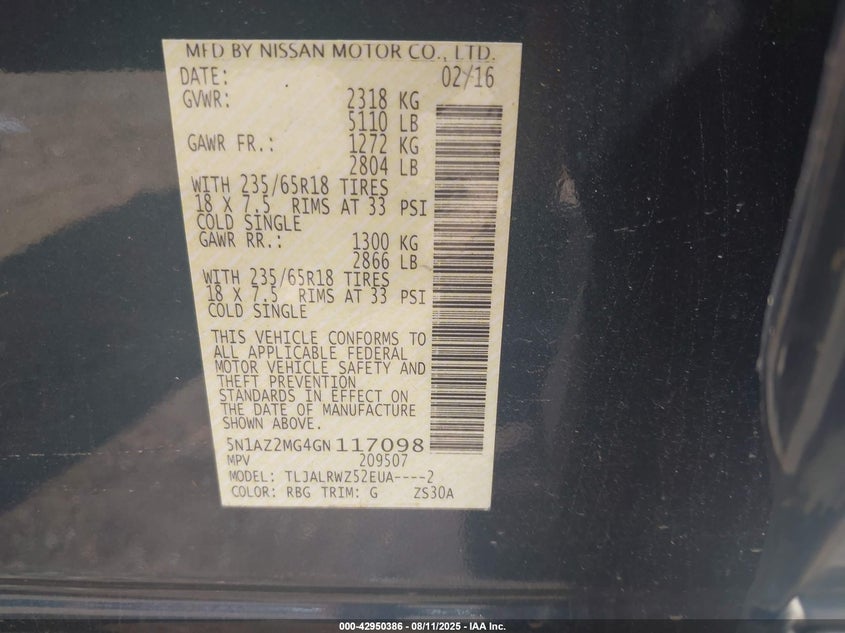 MFD BY NISSAN MOTOR CO., LTD.
DATE: 02/16
GVWR: 2318 KG
5110 LB
GAWR FR.: 1272 KG
2804 LB
WITH 235/65R18 TIRES
18 X 7.5 RIMS AT 33 PSI
COLD SINGLE
GAWR RR.: 1300 KG
2866 LB
WITH 235/65R18 TIRES
18 X 7.5 RIMS AT 33 PSI
COLD SINGLE
THIS VEHICLE CONFORMS TO
ALL APPLICABLE FEDERAL
MOTOR VEHICLE SAFETY AND
THEFT PREVENTION
STANDARDS IN EFFECT ON
THE DATE OF MANUFACTURE
SHOWN ABOVE.
5N1AZ2MG4GN117098
MPV 209507
MODEL: TLJALRWZ52EUA----2
COLOR: RBG TRIM: G ZS30A
000-42950386 - 08/11/2025 - IAA Inc.